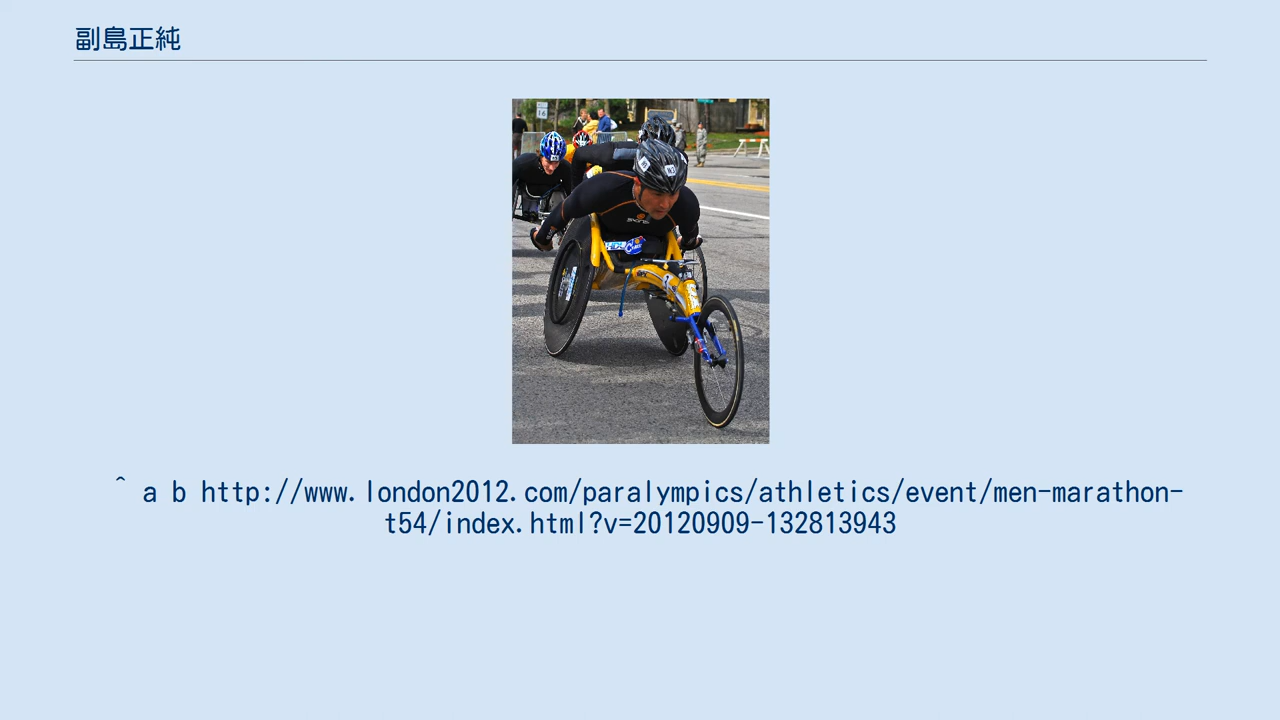 副島正純
^ a b http://www.london2012.com/paralympics/athletics/event/men-marathon-
t54/index.html?v=20120909-132813943